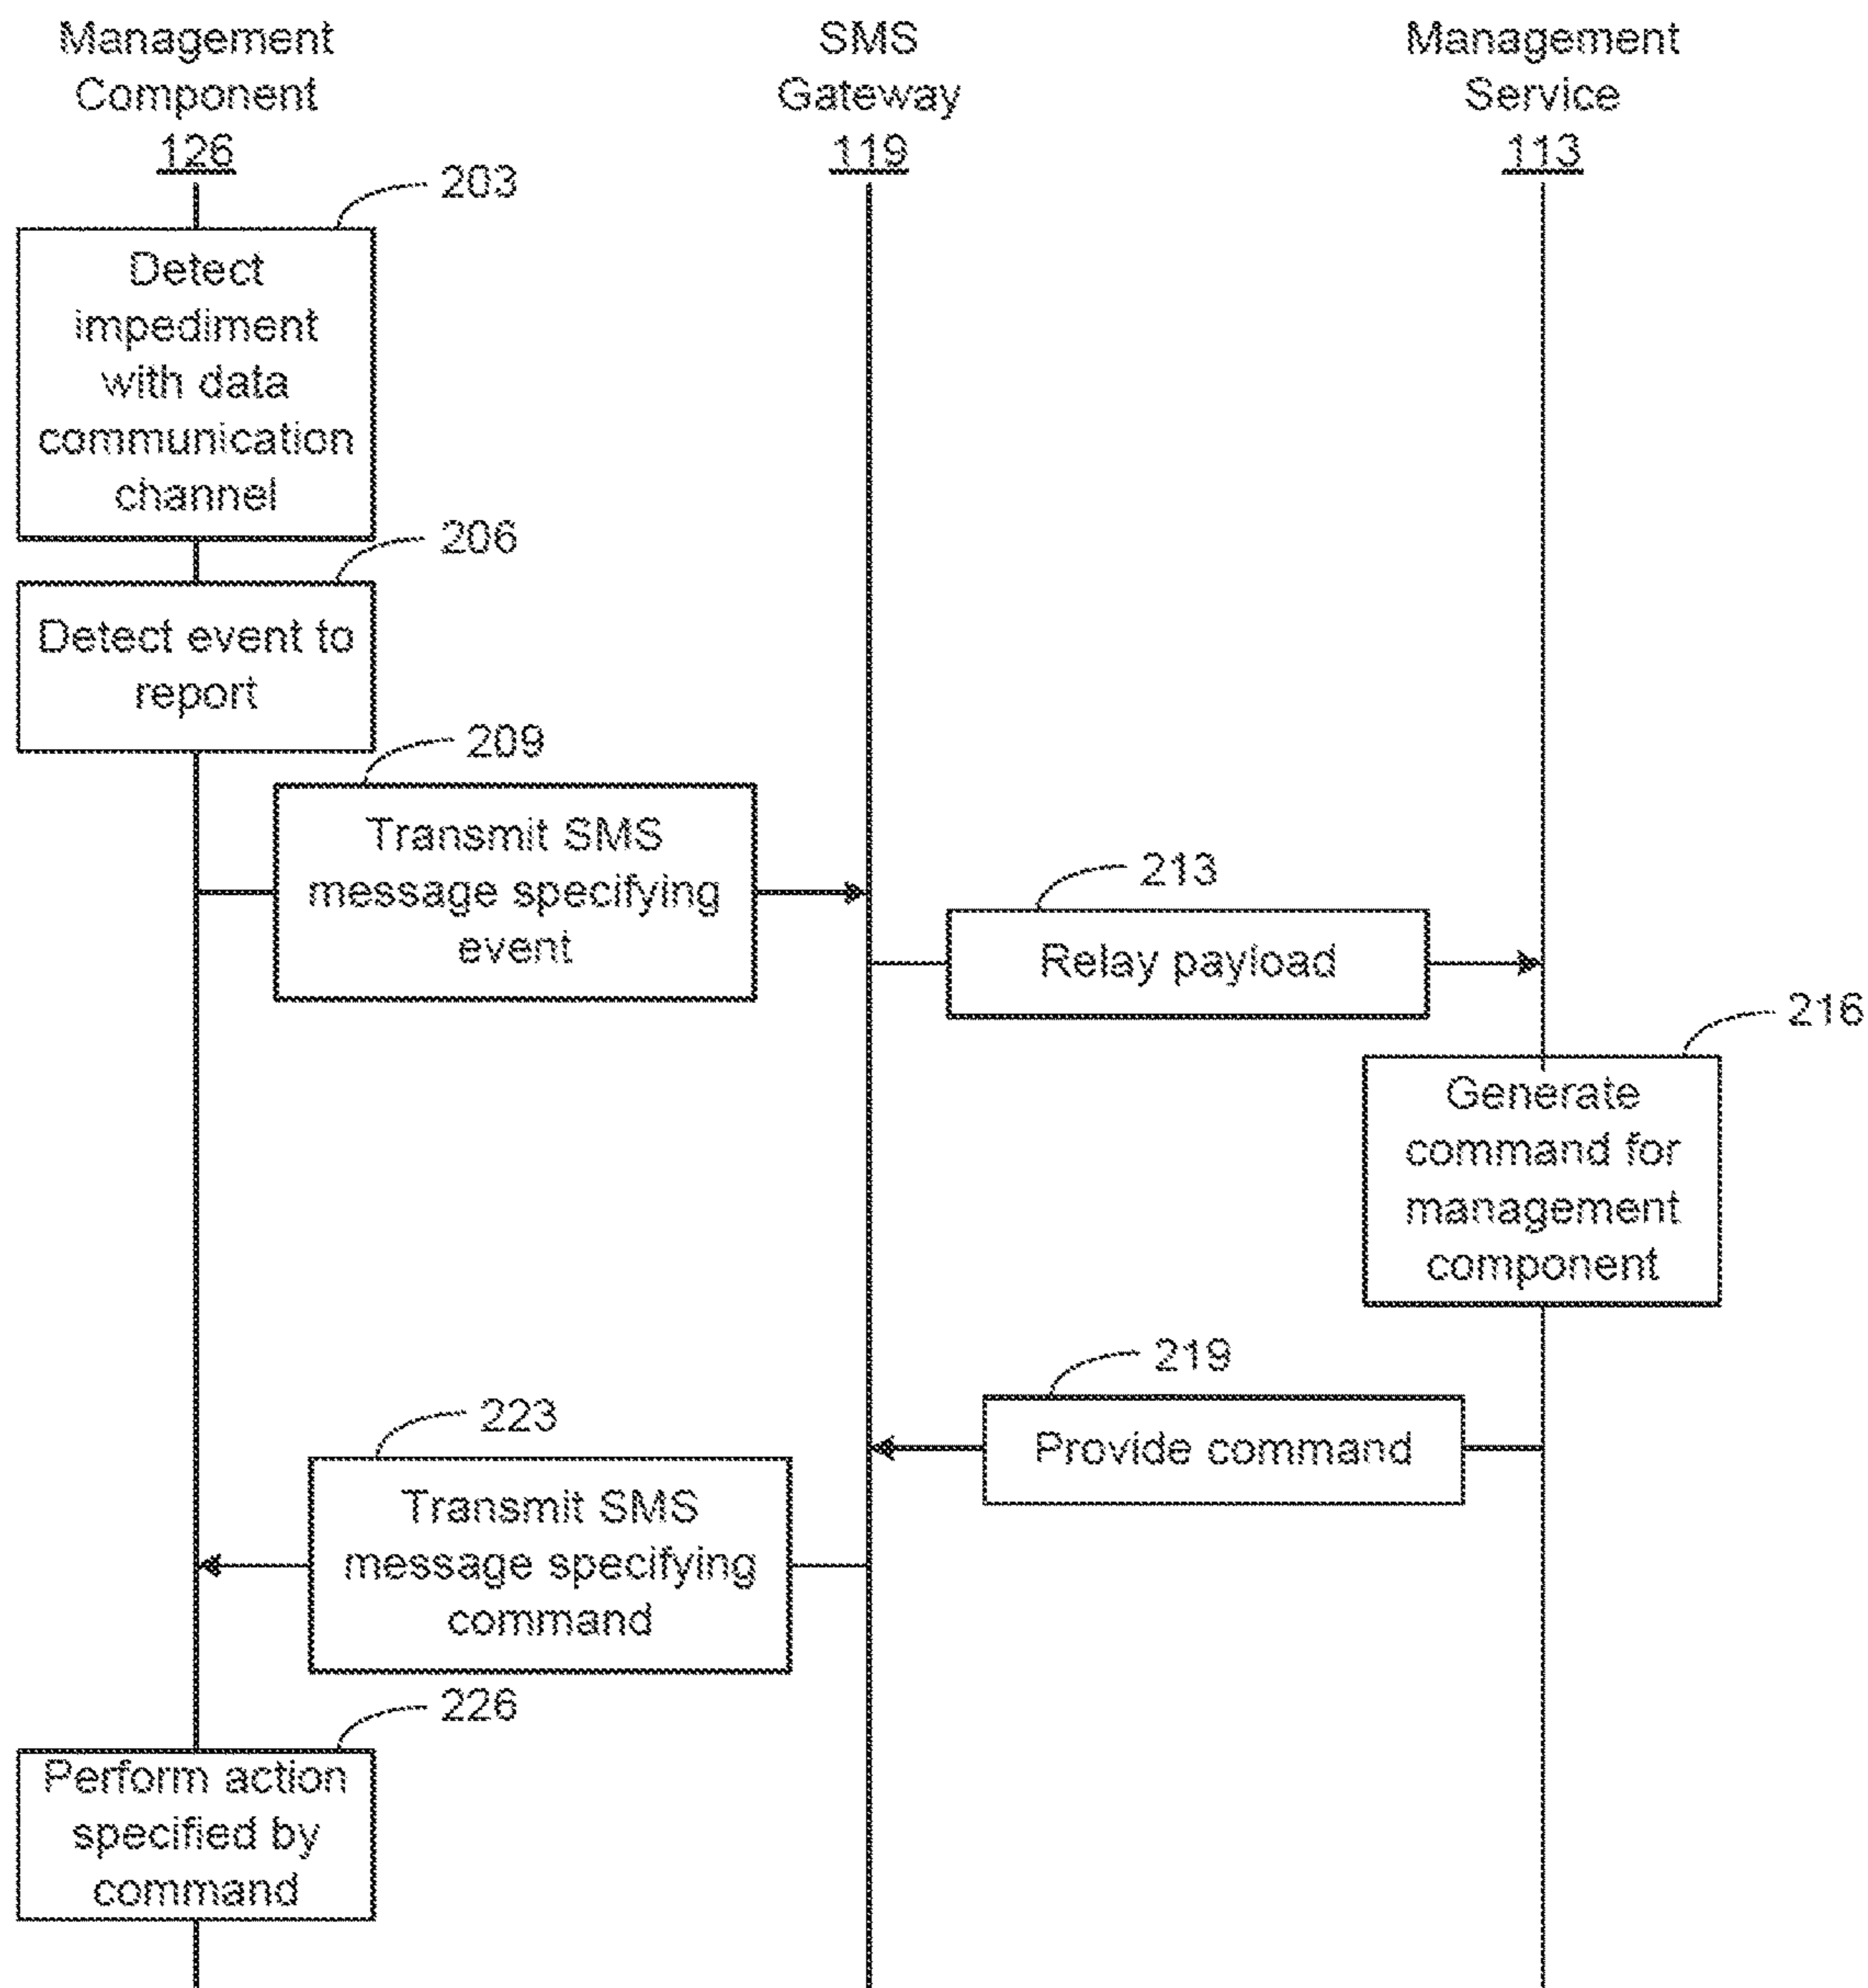 Management
Component
126
SMS
Gateway
119
Management
Service
113
203
Detect
impediment
with data
communication
channel
206
Detect event to
report
209
Transmit SMS
message specifying
event
213
Relay payload
216
Generate
command for
management
component
219
Provide command
223
Transmit SMS
message specifying
command
226
Perform action
specified by
command